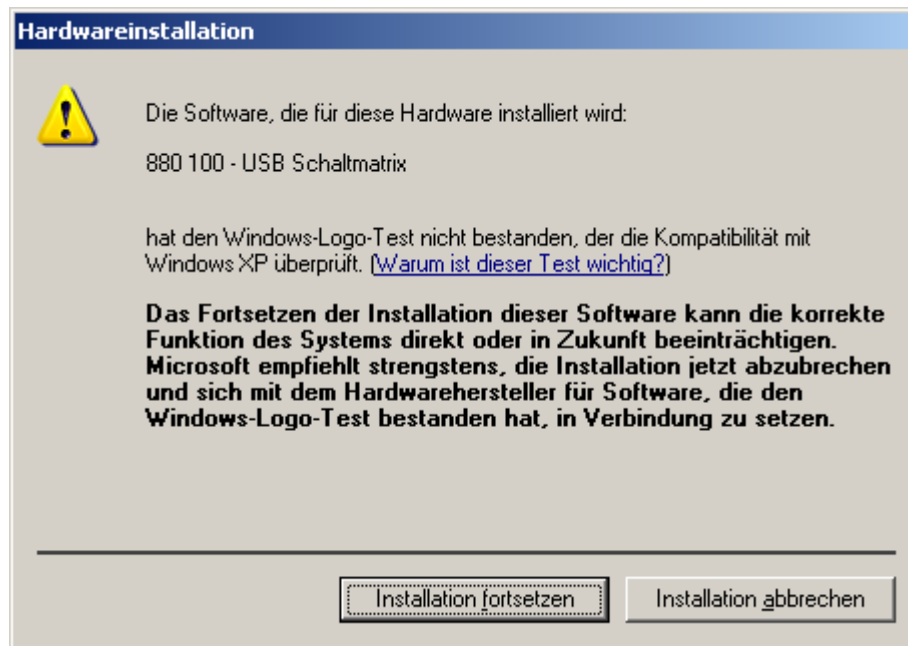 Hardwareinstallation
Die Software, die für diese Hardware installiert wird:
880 100 - USB Schaltmatrix
hat den Windows-Logo-Test nicht bestanden, der die Kompatibilität mit
Windows XP überprüft. (Warum ist dieser Test wichtig?)
Das Fortsetzen der Installation dieser Software kann die korrekte
Funktion des Systems direkt oder in Zukunft beeinträchtigen.
Microsoft empfiehlt strengstens, die Installation jetzt abzubrechen
und sich mit dem Hardwarehersteller für Software, die den
Windows-Logo-Test bestanden hat, in Verbindung zu setzen.
Installation fortsetzen
Installation abbrechen